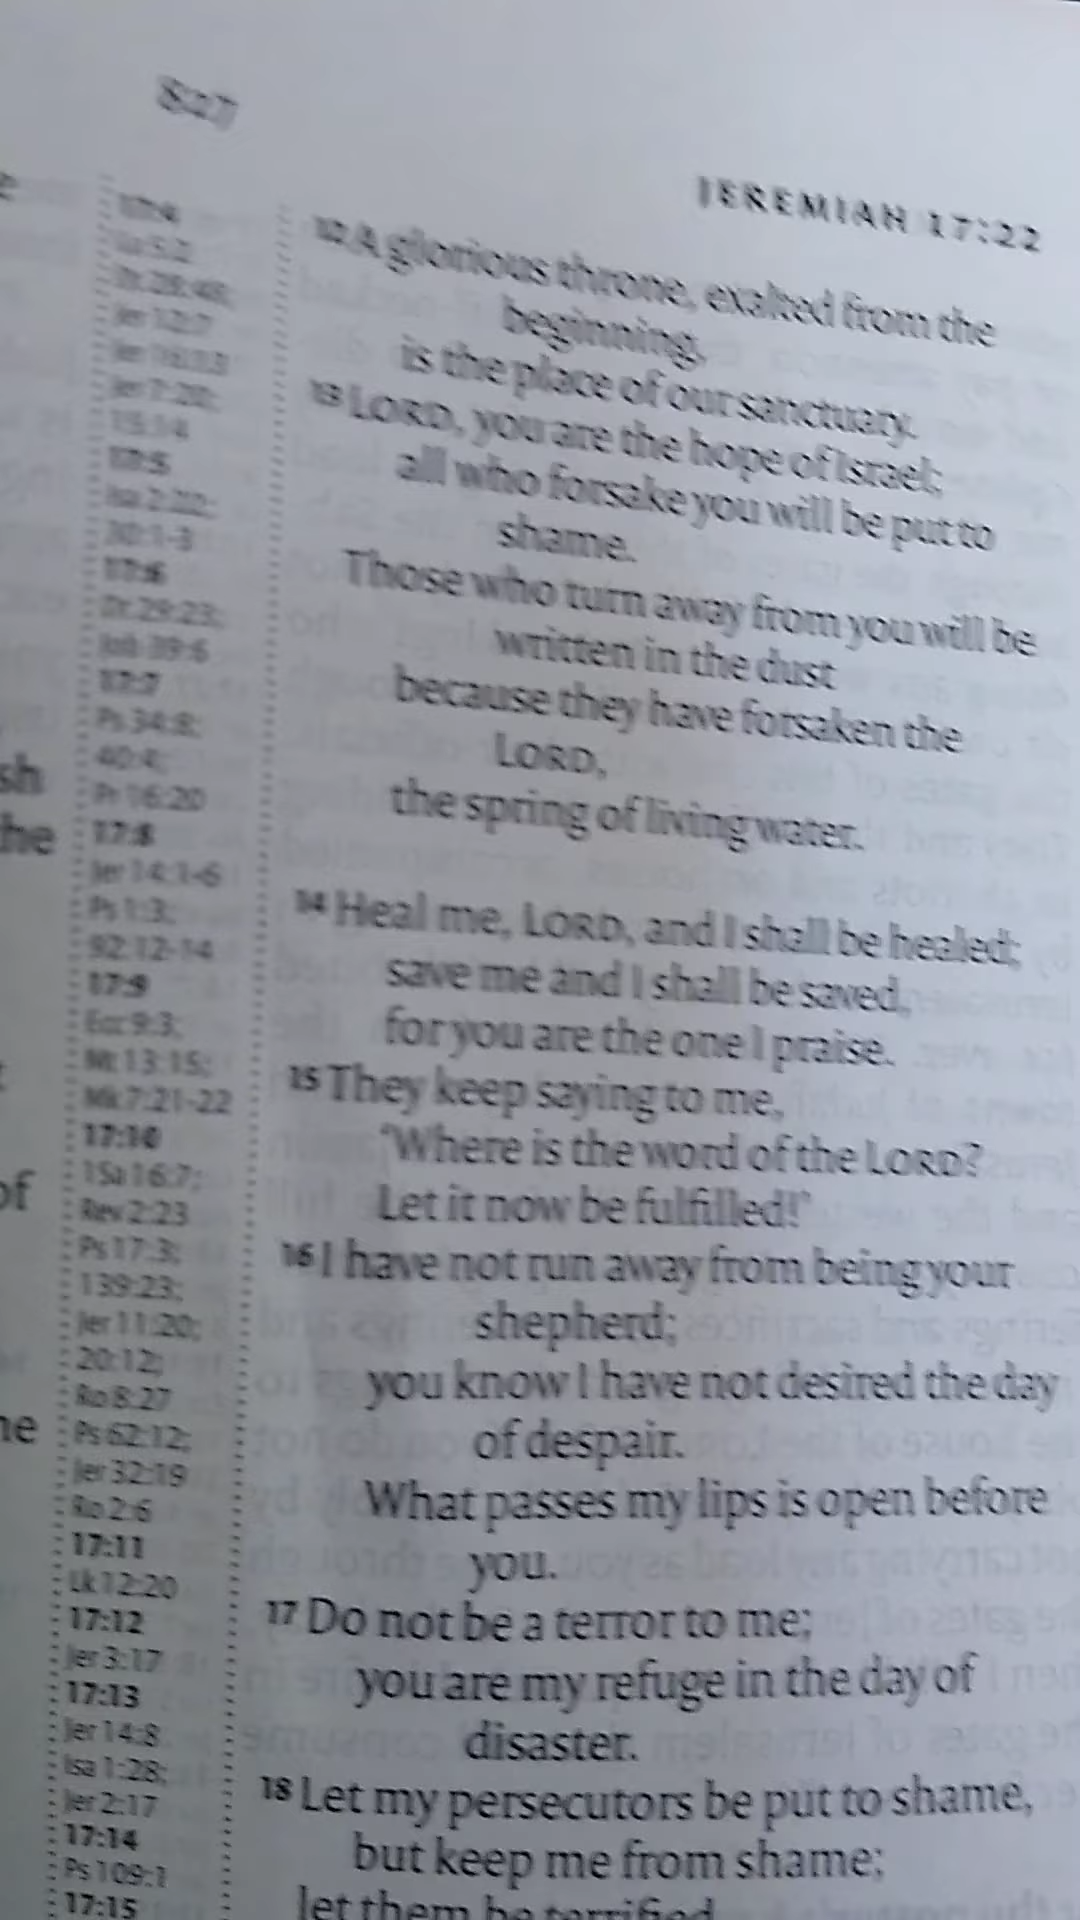 827
JEREMIAH 17:22
17:4
La 5:2
Dt 28:48;
Jer 12:7
Jer 16:13
Jer 7:20;
15:14
17:5
Isa 2:22;
30:1-3
17:6
Dt 29:23;
Job 39:6
17:7
Ps 34:8;
40:4;
Pr 16:20
17:8
Jer 14:1-6
Ps 1:3;
92:12-14
17:9
Ecc 9:3;
Mt 13:15;
Mk 7:21-22
17:10
1Sa 16:7;
Rev 2:23
Ps 17:3;
139:23;
Jer 11:20;
20:12;
Ro 8:27
Ps 62:12;
Jer 32:19
Ro 2:6
17:11
Lk 12:20
17:12
Jer 3:17
17:13
Jer 14:8
Isa 1:28;
Jer 2:17
17:14
Ps 109:1
17:15
12 A glorious throne, exalted from the
beginning,
is the place of our sanctuary.
13 LORD, you are the hope of Israel;
all who forsake you will be put to
shame.
Those who turn away from you will be
written in the dust
because they have forsaken the
LORD,
the spring of living water.
14 Heal me, LORD, and I shall be healed;
save me and I shall be saved,
for you are the one I praise.
15 They keep saying to me,
‘Where is the word of the LORD?
Let it now be fulfilled!’
16 I have not run away from being your
shepherd;
you know I have not desired the day
of despair.
What passes my lips is open before
you.
17 Do not be a terror to me;
you are my refuge in the day of
disaster.
18 Let my persecutors be put to shame,
but keep me from shame;
let them be terrified